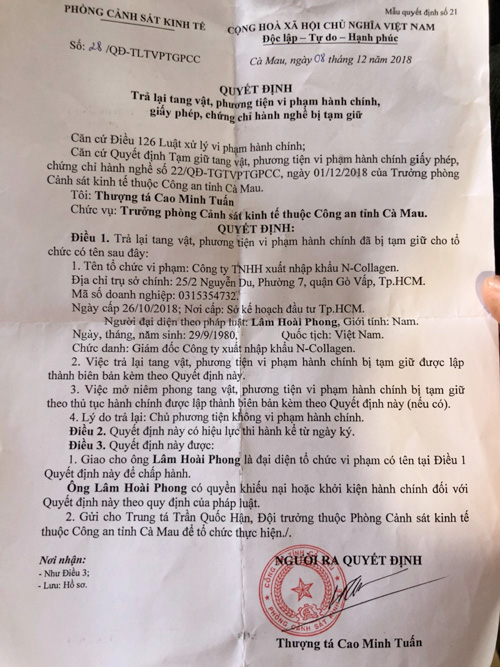 Mẫu quyết định số 21
PHÒNG CẢNH SÁT KINH TẾ
CỘNG HOÀ XÃ HỘI CHỦ NGHĨA VIỆT NAM
Độc lập – Tự do – Hạnh phúc
Số: 28/QĐ-TLTVPTGPCC
Cà Mau, ngày 08 tháng 12 năm 2018
QUYẾT ĐỊNH
Trả lại tang vật, phương tiện vi phạm hành chính,
giấy phép, chứng chỉ hành nghề bị tạm giữ
Căn cứ Điều 126 Luật xử lý vi phạm hành chính;
Căn cứ Quyết định Tạm giữ tang vật, phương tiện vi phạm hành chính giấy phép,
chứng chỉ hành nghề số 22/QĐ-TGTVPTGPCC, ngày 01/12/2018 của Trưởng phòng
Cảnh sát kinh tế thuộc Công an tỉnh Cà Mau.
Tôi: Thượng tá Cao Minh Tuấn
Chức vụ: Trưởng phòng Cảnh sát kinh tế thuộc Công an tỉnh Cà Mau.
QUYẾT ĐỊNH:
Điều 1. Trả lại tang vật, phương tiện vi phạm hành chính đã bị tạm giữ cho tổ
chức có tên sau đây:
1. Tên tổ chức vi phạm: Công ty TNHH xuất nhập khẩu N-Collagen.
Địa chỉ trụ sở chính: 25/2 Nguyễn Du, Phường 7, quận Gò Vấp, Tp.HCM.
Mã số doanh nghiệp: 0315354732.
Ngày cấp 26/10/2018; Nơi cấp: Sở kế hoạch đầu tư Tp.HCM.
Người đại diện theo pháp luật: Lâm Hoài Phong, Giới tính: Nam.
Ngày, tháng, năm sinh: 29/9/1980, Quốc tịch: Việt Nam.
Chức danh: Giám đốc Công ty xuất nhập khẩu N-Collagen.
2. Việc trả lại tang vật, phương tiện vi phạm hành chính bị tạm giữ được lập
thành biên bản kèm theo Quyết định này.
3. Việc mở niêm phong tang vật, phương tiện vi phạm hành chính bị tạm giữ
theo thủ tục hành chính được lập thành biên bản kèm theo Quyết định này (nếu có).
4. Lý do trả lại: Chủ phương tiện không vi phạm hành chính.
Điều 2. Quyết định này có hiệu lực thi hành kể từ ngày ký.
Điều 3. Quyết định này được:
1. Giao cho ông Lâm Hoài Phong là đại diện tổ chức vi phạm có tên tại Điều 1
Quyết định này để chấp hành.
Ông Lâm Hoài Phong có quyền khiếu nại hoặc khởi kiện hành chính đối với
Quyết định này theo quy định của pháp luật.
2. Gửi cho Trung tá Trần Quốc Hận, Đội trưởng thuộc Phòng Cảnh sát kinh tế
thuộc Công an tỉnh Cà Mau để tổ chức thực hiện./.
Nơi nhận:
- Như Điều 3;
- Lưu: Hồ sơ.
NGƯỜI RA QUYẾT ĐỊNH
Thượng tá Cao Minh Tuấn